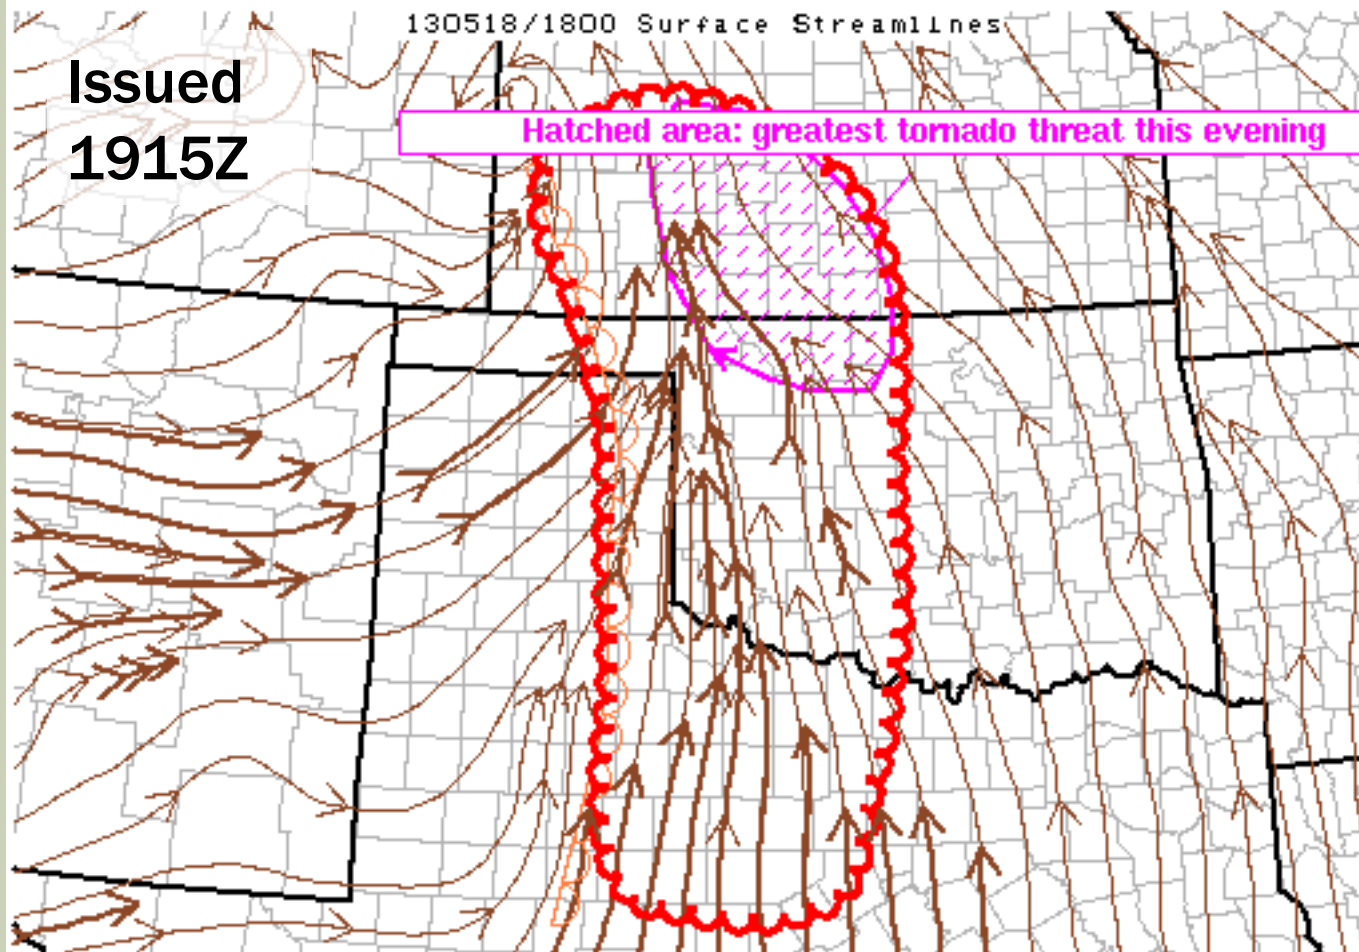 130518/1800 Surface Streamlines
Issued
1915Z
Hatched area: greatest tornado threat this evening